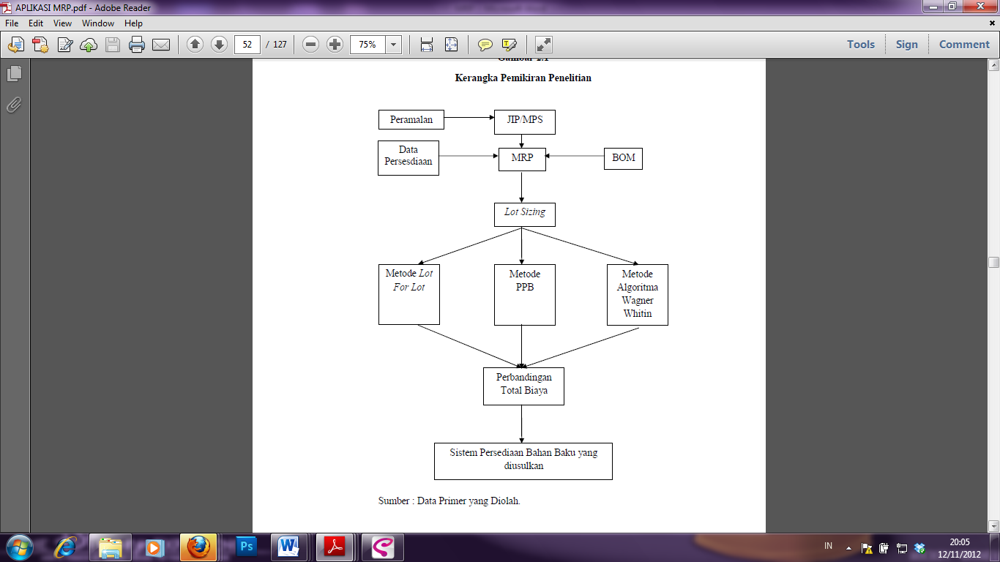 APLIKASI MRP.pdf - Adobe Reader
File Edit View Window Help
52 / 127
75%
Tools Sign Comment
Gambar 2.1
Kerangka Pemikiran Penelitian
Peramalan
JIP/MPS
Data
Persesdiaan
MRP
BOM
Lot Sizing
Metode Lot
For Lot
Metode
PPB
Metode
Algoritma
Wagner
Whitin
Perbandingan
Total Biaya
Sistem Persediaan Bahan Baku yang
diusulkan
Sumber : Data Primer yang Diolah.
Ps
IN
20:05
12/11/2012